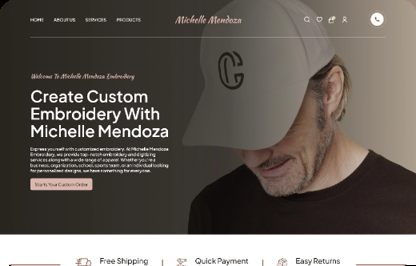 HOME ABOUT US SERVICES PRODUCTS
Michelle Mendoza
Welcome To Michelle Mendoza Embroidery
Create Custom
Embroidery With
Michelle Mendoza
Express yourself with customized embroidery. At Michelle Mendoza
Embroidery, we provide top-notch embroidery and digitizing
services along with a wide range of apparel. Whether you're a
business, organization, school, sports team, or an individual looking
for personalized designs, we have something for everyone.
Starts Your Custom Order
Free Shipping
Quick Payment
Easy Returns